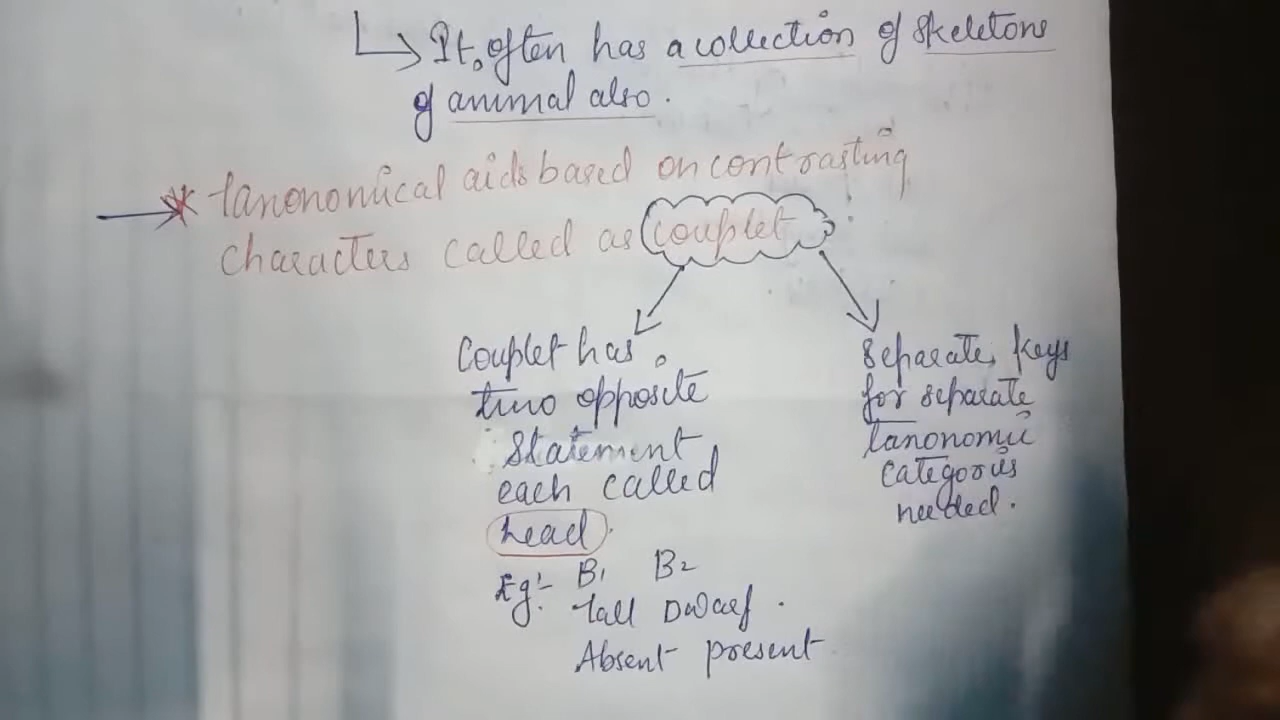 It often has a collection of skeletons
of animal also.
* Taxonomical aids based on contrasting
characters called as couplet
Couplet has
two opposite
statement
each called
Lead.
Eg:- B1 B2
Tall Dwarf.
Absent present
Separate keys
for separate
taxonomic
categories
needed.